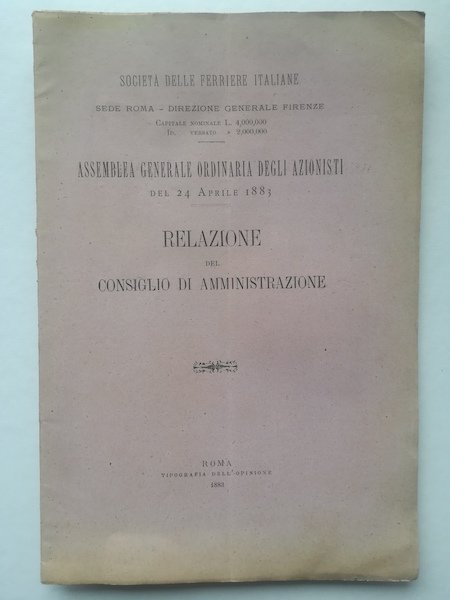 SOCIETÀ DELLE FERRIERE ITALIANE
SEDE ROMA – DIREZIONE GENERALE FIRENZE
CAPITALE NOMINALE L. 4,000,000
ID. VERSATO » 2,000,000
ASSEMBLEA GENERALE ORDINARIA DEGLI AZIONISTI
DEL 24 APRILE 1883
RELAZIONE
DEL
CONSIGLIO DI AMMINISTRAZIONE
ROMA
TIPOGRAFIA DELL'OPINIONE
1883